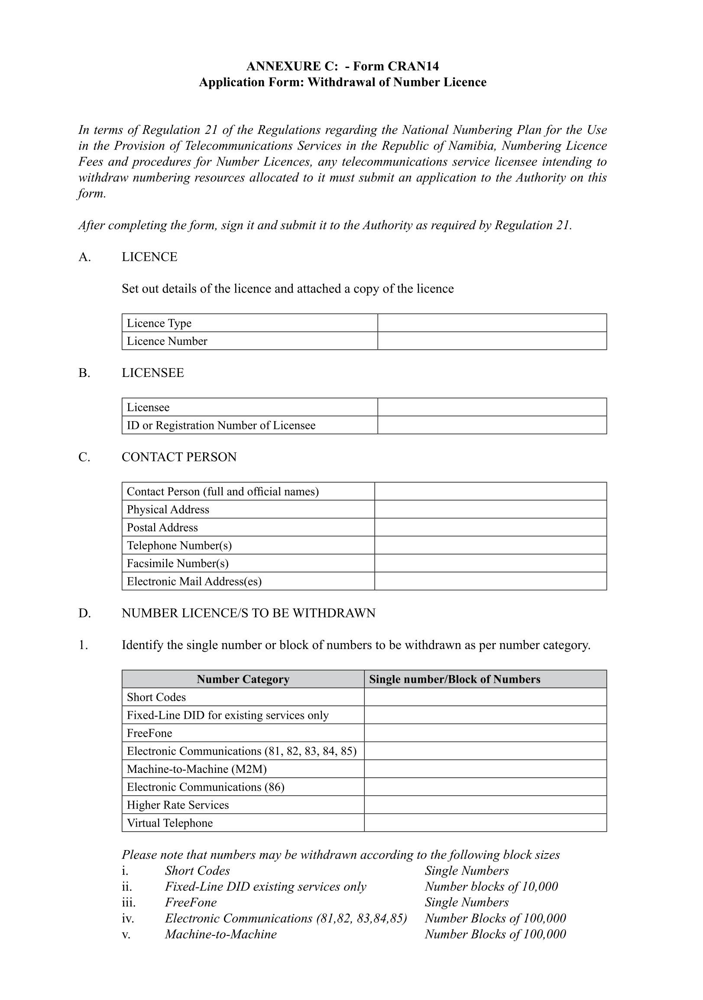 ANNEXURE C:  - Form CRAN14
Application Form: Withdrawal of Number Licence
In terms of Regulation 21 of the Regulations regarding the National Numbering Plan for the Use
in the Provision of Telecommunications Services in the Republic of Namibia, Numbering Licence
Fees and procedures for Number Licences, any telecommunications service licensee intending to
withdraw numbering resources allocated to it must submit an application to the Authority on this
form.
After completing the form, sign it and submit it to the Authority as required by Regulation 21.
A. LICENCE
Set out details of the licence and attached a copy of the licence
Licence Type
Licence Number
B. LICENSEE
Licensee
ID or Registration Number of Licensee
C. CONTACT PERSON
Contact Person (full and official names)
Physical Address
Postal Address
Telephone Number(s)
Facsimile Number(s)
Electronic Mail Address(es)
D. NUMBER LICENCE/S TO BE WITHDRAWN
1. Identify the single number or block of numbers to be withdrawn as per number category.
Number Category Single number/Block of Numbers
Short Codes
Fixed-Line DID for existing services only
FreeFone
Electronic Communications (81, 82, 83, 84, 85)
Machine-to-Machine (M2M)
Electronic Communications (86)
Higher Rate Services
Virtual Telephone
Please note that numbers may be withdrawn according to the following block sizes
i. Short Codes Single Numbers
ii. Fixed-Line DID existing services only Number blocks of 10,000
iii. FreeFone Single Numbers
iv. Electronic Communications (81,82, 83,84,85) Number Blocks of 100,000
v. Machine-to-Machine Number Blocks of 100,000